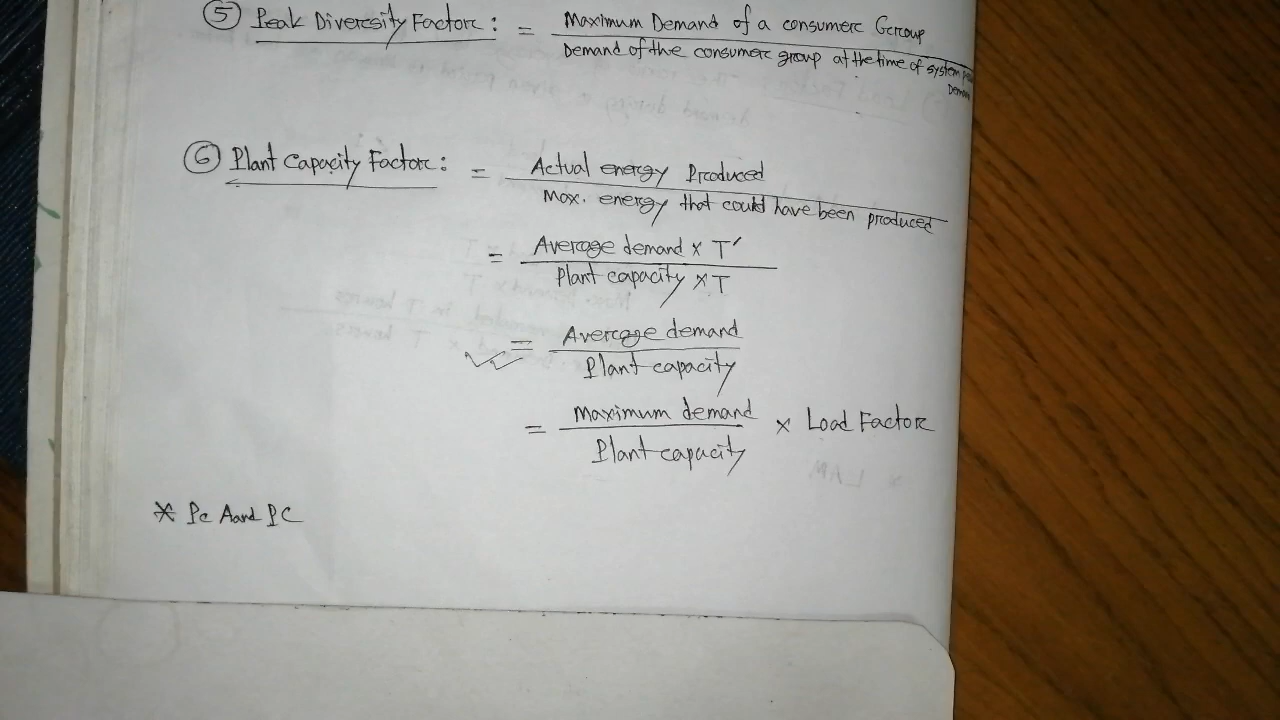 ⑤ Peak Diversity Factor: = Maximum Demand of a consumer Group
Demand of the consumer group at the time of system
Demand
⑥ Plant Capacity Factor: = Actual energy Produced
Max. energy that could have been produced
= Average demand × T'
Plant capacity × T
= Average demand
Plant capacity
= Maximum demand × Load Factor
Plant capacity
* Pc Aand PC